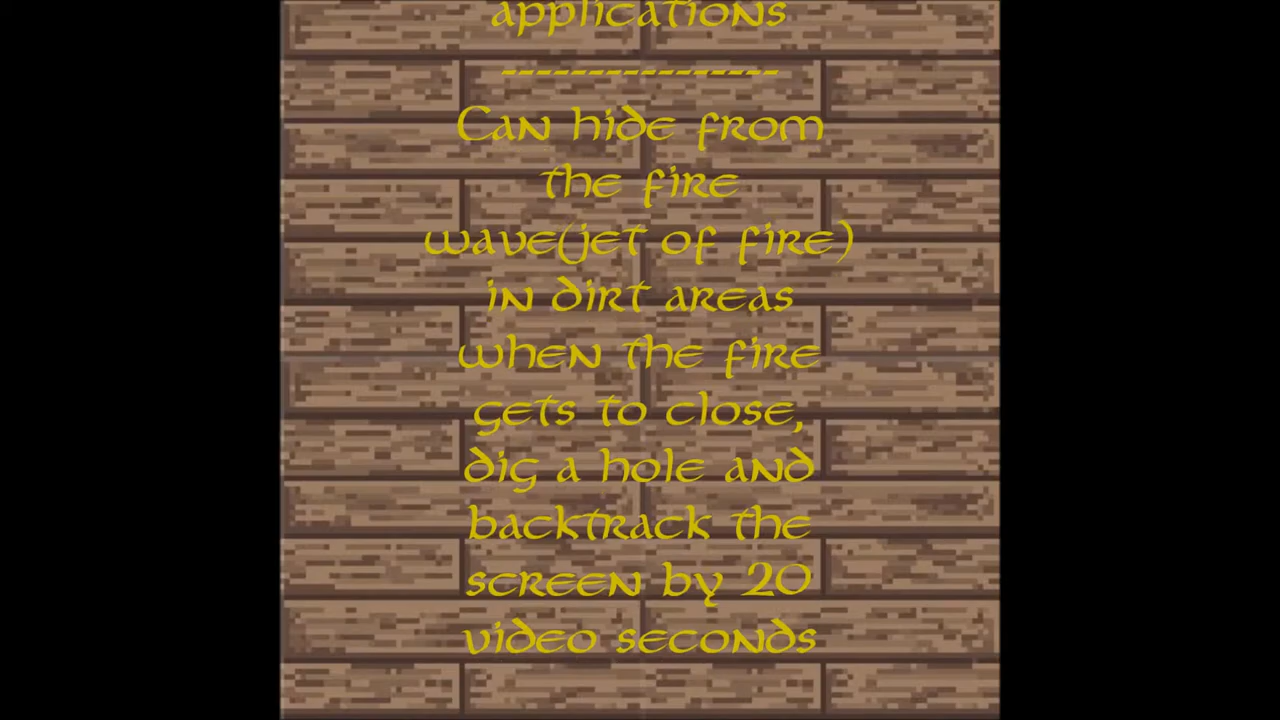 applications
----------------
Can hide from
the fire
wave(jet of fire)
in dirt areas
when the fire
gets to close,
dig a hole and
backtrack the
screen by 20
video seconds